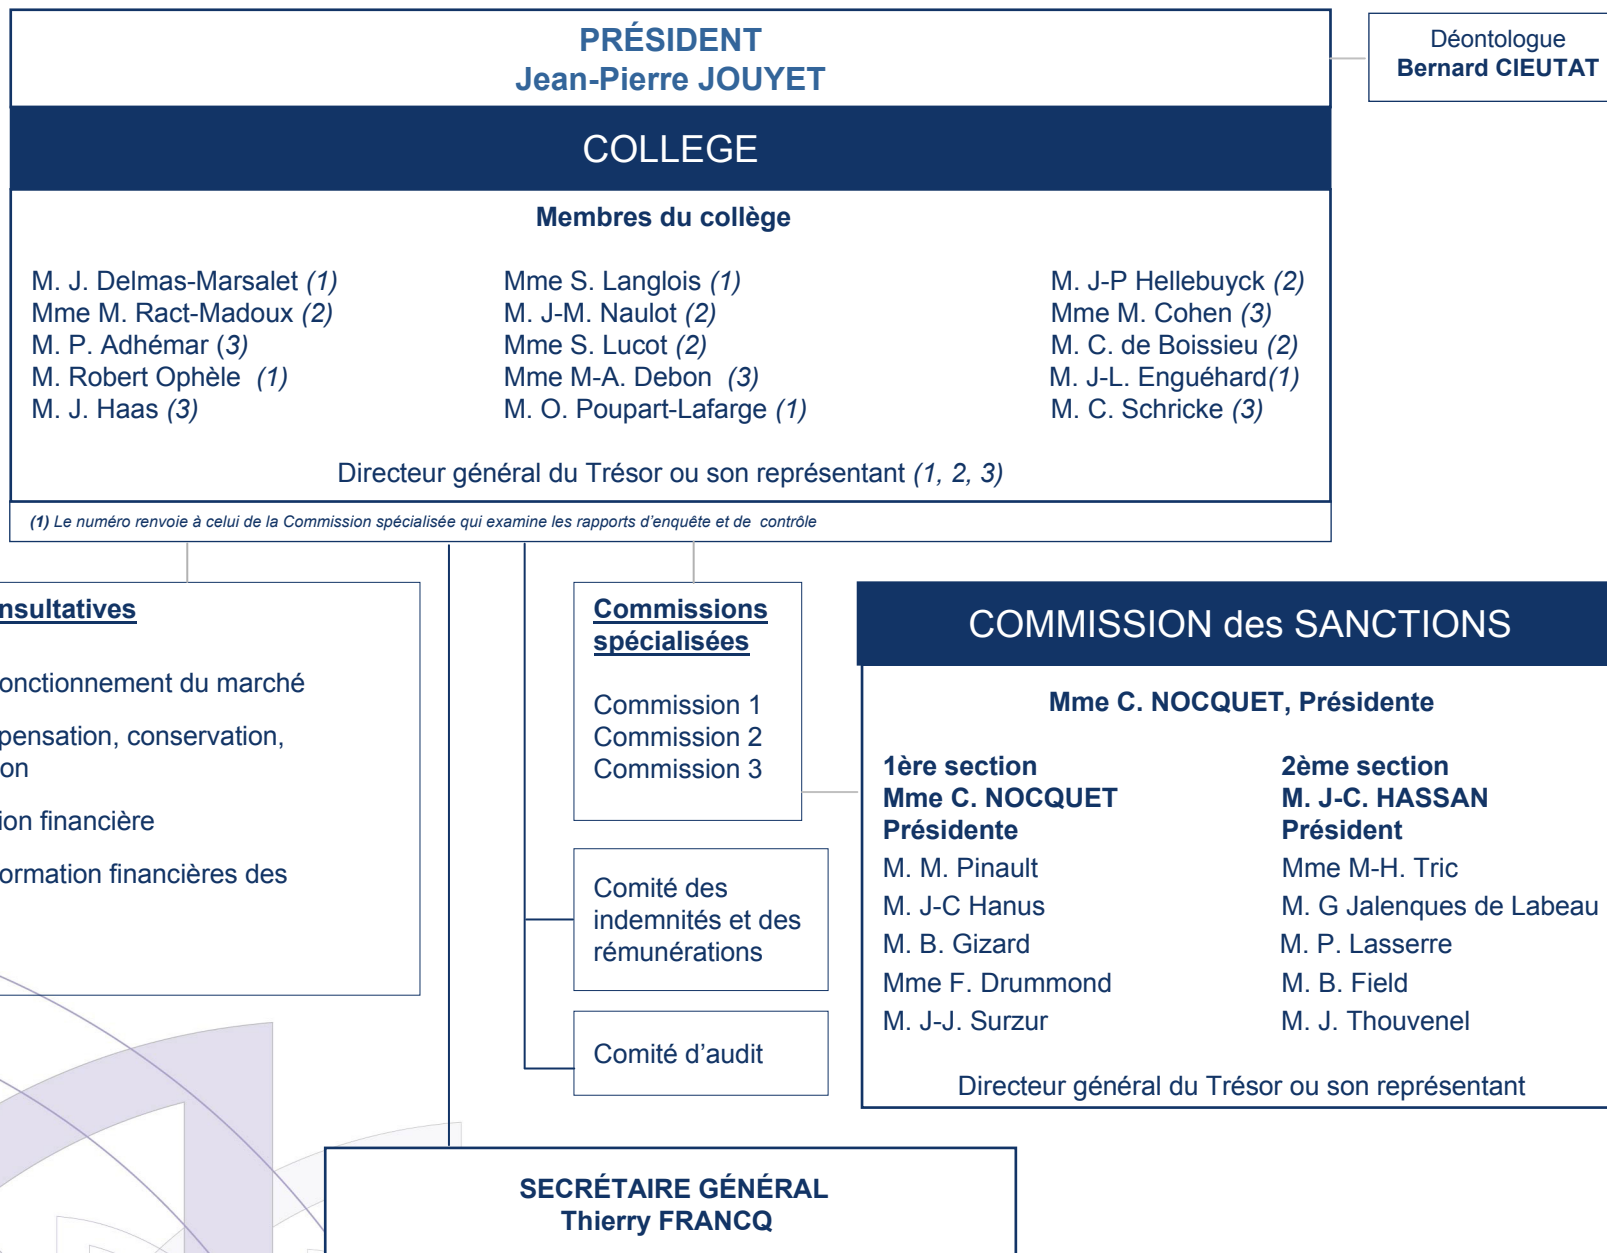 PRÉSIDENT
Jean-Pierre JOUYET
Déontologue
Bernard CIEUTAT
COLLEGE
Membres du collège
M. J. Delmas-Marsalet (1)
Mme M. Ract-Madoux (2)
M. P. Adhémar (3)
M. Robert Ophèle (1)
M. J. Haas (3)
Mme S. Langlois (1)
M. J-M. Naulot (2)
Mme S. Lucot (2)
Mme M-A. Debon (3)
M. O. Poupart-Lafarge (1)
M. J-P Hellebuyck (2)
Mme M. Cohen (3)
M. C. de Boissieu (2)
M. J-L. Enguéhard(1)
M. C. Schricke (3)
Directeur général du Trésor ou son représentant (1, 2, 3)
(1) Le numéro renvoie à celui de la Commission spécialisée qui examine les rapports d'enquête et de contrôle
nsultatives
onctionnement du marché
pensation, conservation,
on
ion financière
ormation financières des
Commissions
spécialisées
Commission 1
Commission 2
Commission 3
Comité des
indemnités et des
rémunérations
Comité d'audit
COMMISSION des SANCTIONS
Mme C. NOCQUET, Présidente
1ère section
Mme C. NOCQUET
Présidente
M. M. Pinault
M. J-C Hanus
M. B. Gizard
Mme F. Drummond
M. J-J. Surzur
2ème section
M. J-C. HASSAN
Président
Mme M-H. Tric
M. G Jalenques de Labeau
M. P. Lasserre
M. B. Field
M. J. Thouvenel
Directeur général du Trésor ou son représentant
SECRÉTAIRE GÉNÉRAL
Thierry FRANCQ